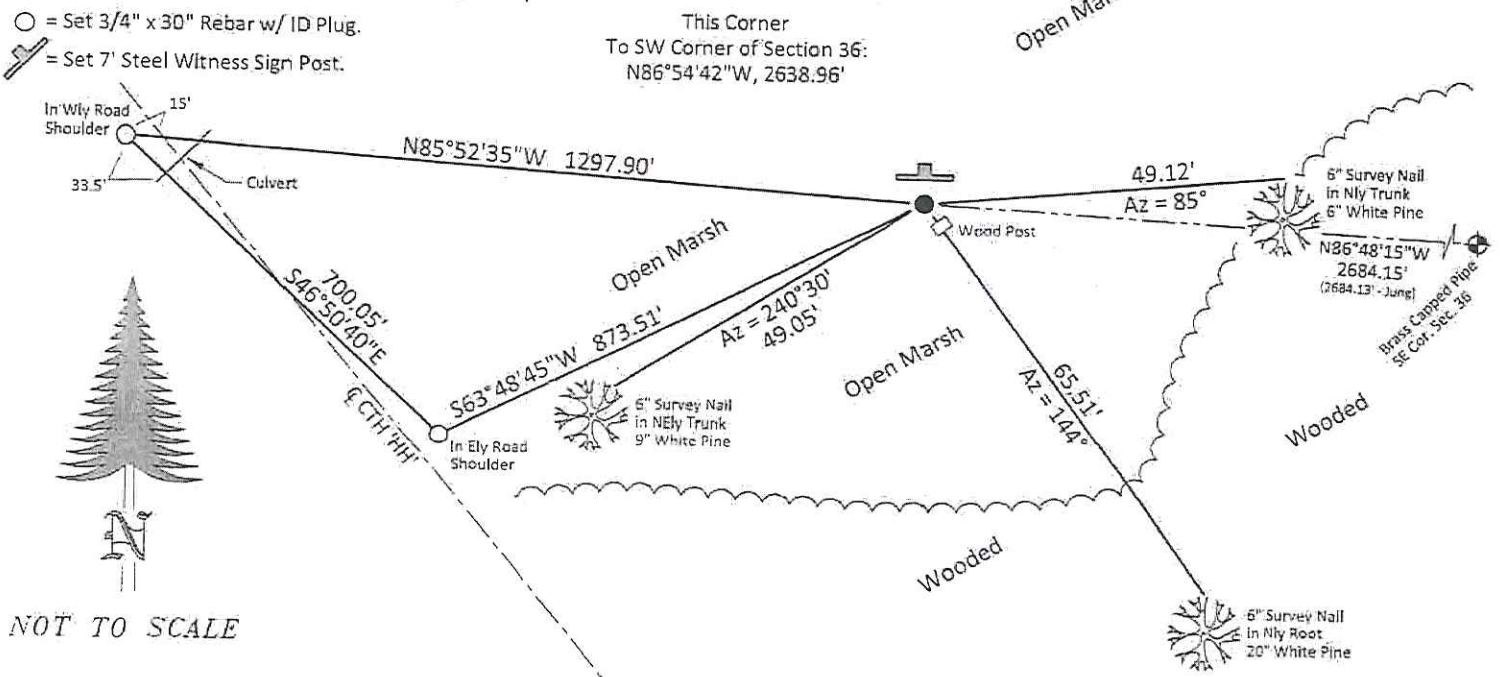 = Set 3/4" x 30" Rebar w/ ID Plug.
= Set 7' Steel Witness Sign Post.
This Corner
To SW Corner of Section 36:
N86°54'42"W, 2638.96'
Open Mar
In Wly Road
Shoulder
15'
33.5'
Culvert
N85°52'35"W 1297.90'
49.12'
Az = 85°
6" Survey Nail
in Nly Trunk
6" White Pine
Wood Post
N86°48'15"W
2684.15'
(2684.13' - Jung)
Brass Capped Pipe
SE Cor. Sec. 36
Open Marsh
700.05'
S46°50'40"E
S63°48'45"W 873.51'
Az = 240°30'
49.05'
Open Marsh
65.51'
Az = 144°
Wooded
℄ CTH 'HH'
In Ely Road
Shoulder
6" Survey Nail
in NEly Trunk
9" White Pine
Wooded
N
NOT TO SCALE
6" Survey Nail
in Nly Root
20" White Pine